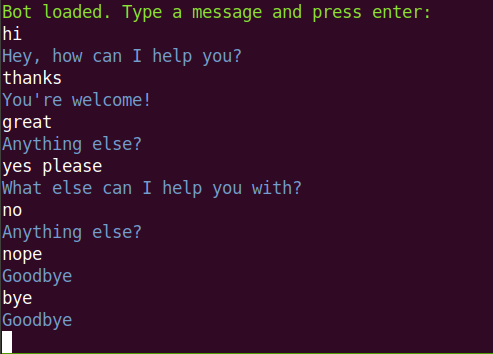 Bot loaded. Type a message and press enter:
hi
Hey, how can I help you?
thanks
You're welcome!
great
Anything else?
yes please
What else can I help you with?
no
Anything else?
nope
Goodbye
bye
Goodbye